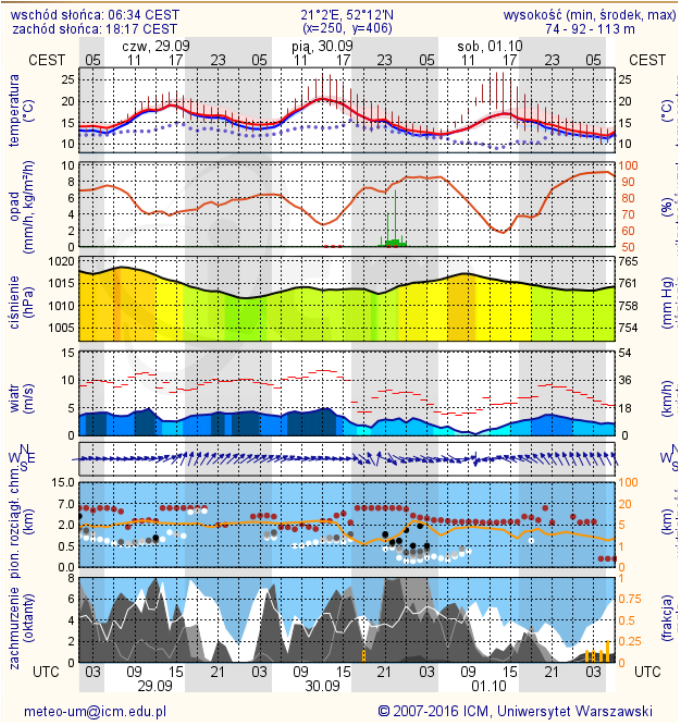 wschód słońca: 06:34 CEST 21°2'E, 52°12'N wysokość (min, środek, max)
zachód słońca: 18:17 CEST (x=250, y=406) 74 - 92 - 113 m
czw, 29.09 pią, 30.09 sob, 01.10
CEST 05 11 17 23 05 11 17 23 05 11 17 23 05 CEST
temperatura
(°C)
25 25
20 20
15 15
10 10
(°C)
opad
(mm/h, kg/m²/h)
10 100
8 90
6 80
4 70
2 60
0 50
(%)
ciśnienie
(hPa)
1020 765
1015 761
1010 758
1005 754
(mm Hg)
wiatr
(m/s)
15 54
10 36
5 18
0 0
(km/h)
N
W E
S
N
W
S
pion. rozciągł. chm.
(km)
15.0 100
7.0 20
2.0 5
0.5 1
0.0 0
(km)
zachmurzenie
(oktanty)
8 1
6 0.75
4 0.5
2 0.25
0 0
(frakcja)
UTC 03 09 15 21 03 09 15 21 03 09 15 21 03 UTC
29.09 30.09 01.10
meteo-um@icm.edu.pl © 2007-2016 ICM, Uniwersytet Warszawski